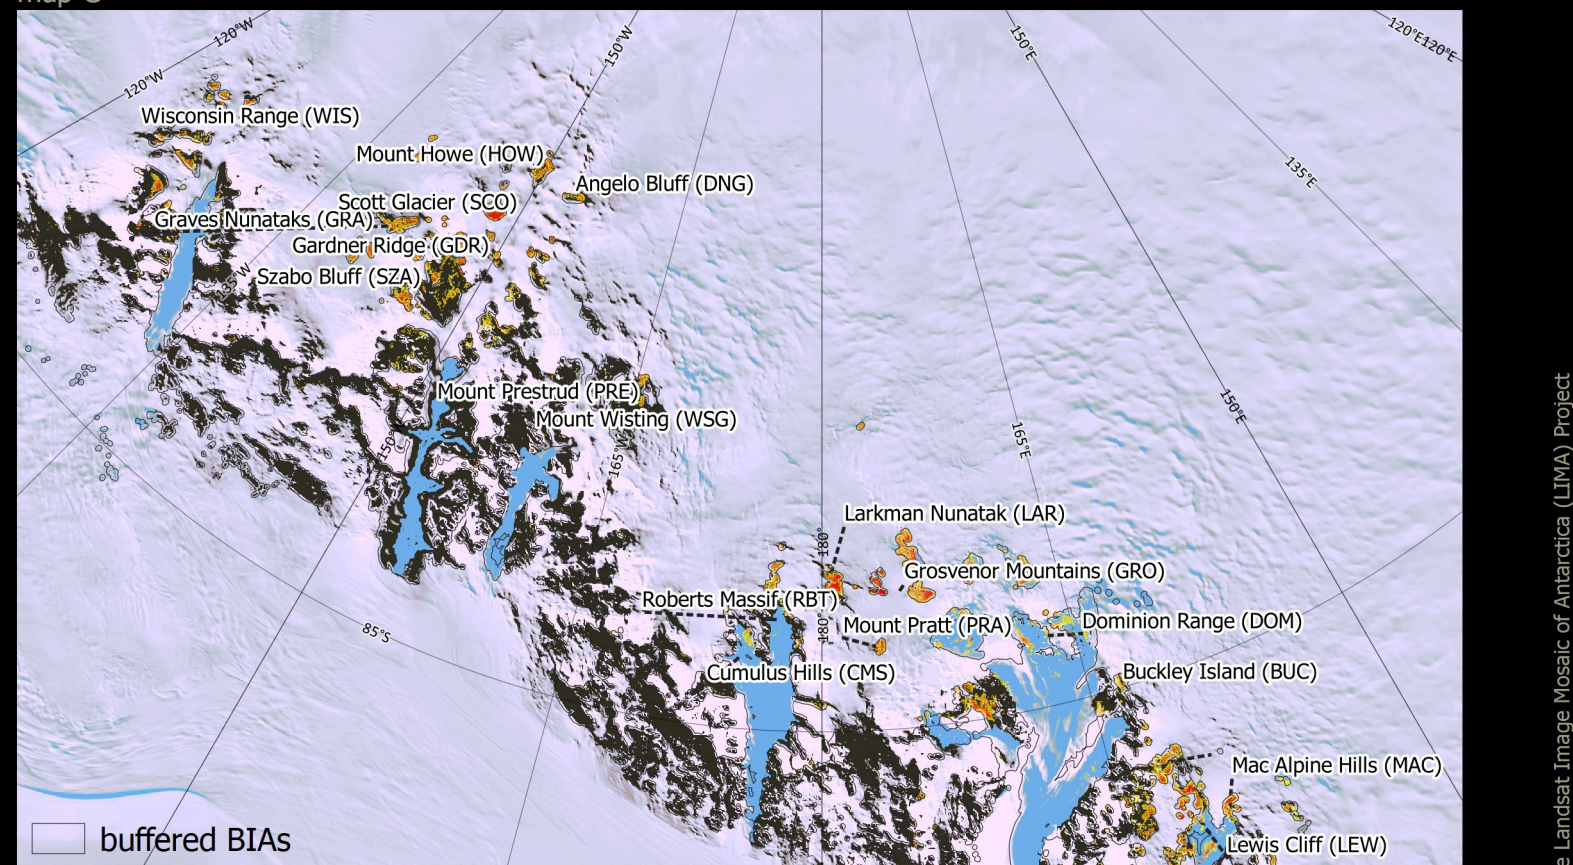 120°W
120°W
150°W
150°E
120°E120°E
Wisconsin Range (WIS)
Mount Howe (HOW)
135°E
Angelo Bluff (DNG)
Scott Glacier (SCO)
Graves Nunataks (GRA)
Gardner Ridge (GDR)
Szabo Bluff (SZA)
Mount Prestrud (PRE)
150°E
Mount Wisting (WSG)
150°
165°W
165°E
Larkman Nunatak (LAR)
180°
Grosvenor Mountains (GRO)
Roberts Massif (RBT)
180°
Mount Pratt (PRA)
Dominion Range (DOM)
85°S
Cumulus Hills (CMS)
Buckley Island (BUC)
Mac Alpine Hills (MAC)
Lewis Cliff (LEW)
buffered BIAs
e Landsat Image Mosaic of Antarctica (LIMA) Project